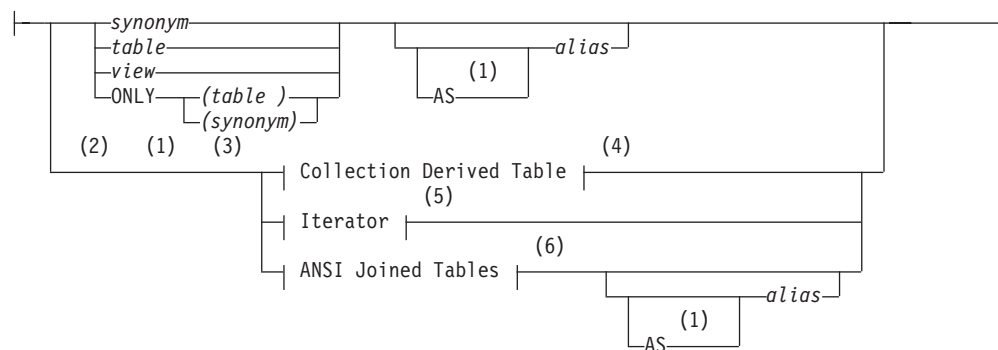 synonym
table alias
view (1)
ONLY (table ) AS
(synonym)
(2) (1) (3) (4)
Collection Derived Table
(5)
Iterator
(6)
ANSI Joined Tables
alias
(1)
AS